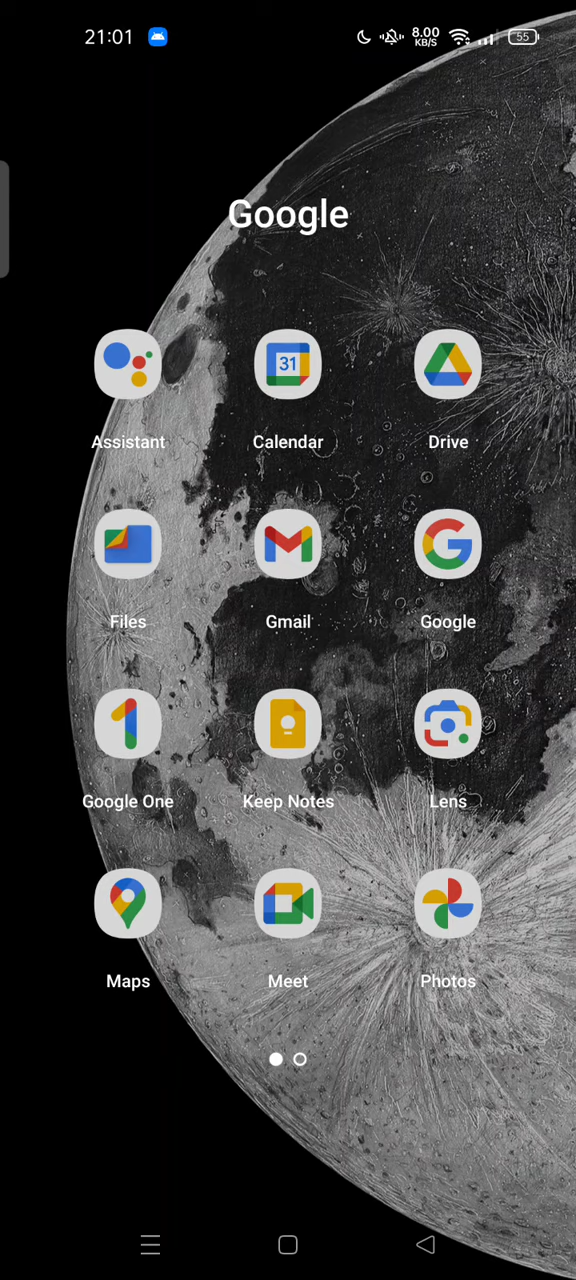 21:01 8.00 KB/S 55
Google
Assistant 31 Calendar Drive
Files Gmail Google
Google One Keep Notes Lens
Maps Meet Photos